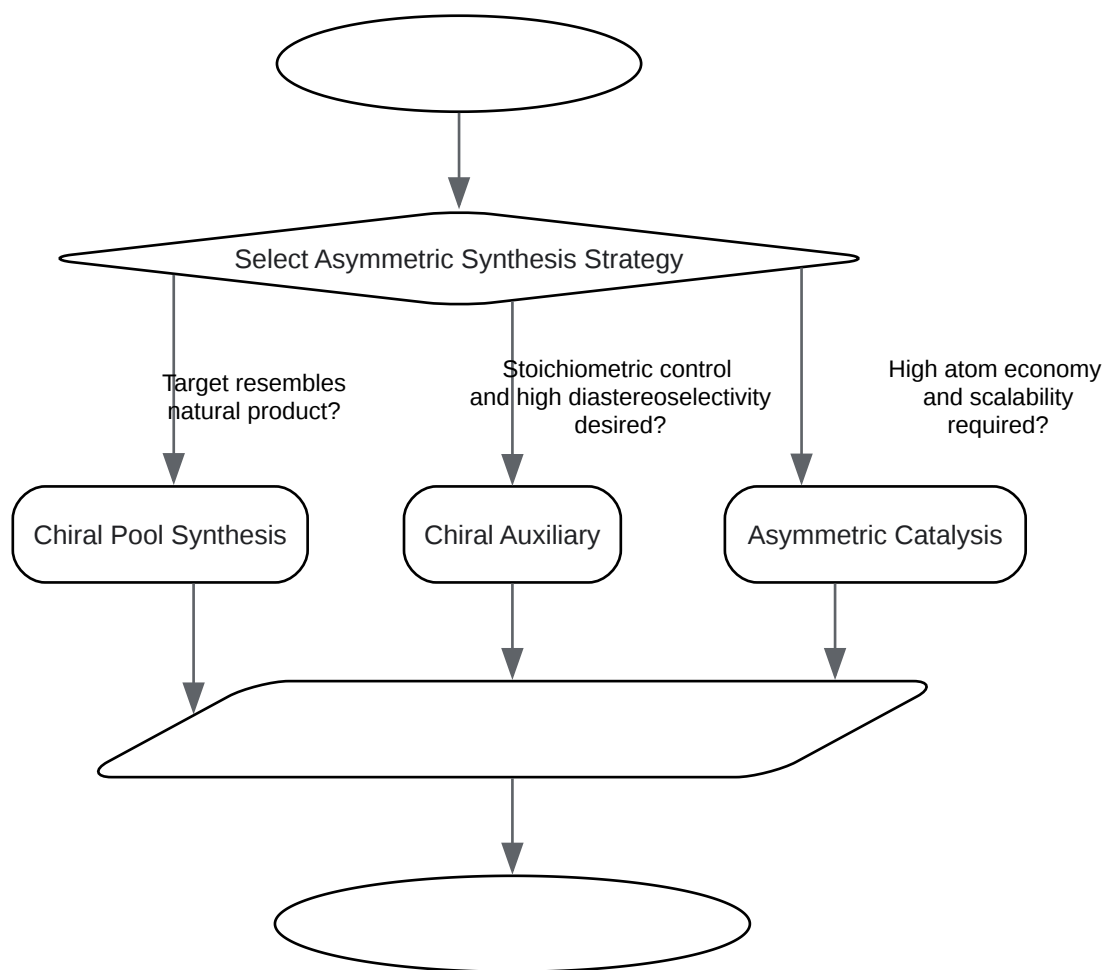 Select Asymmetric Synthesis Strategy
Target resembles
natural product?
Stoichiometric control
and high diastereoselectivity
desired?
High atom economy
and scalability
required?
Chiral Pool Synthesis
Chiral Auxiliary
Asymmetric Catalysis